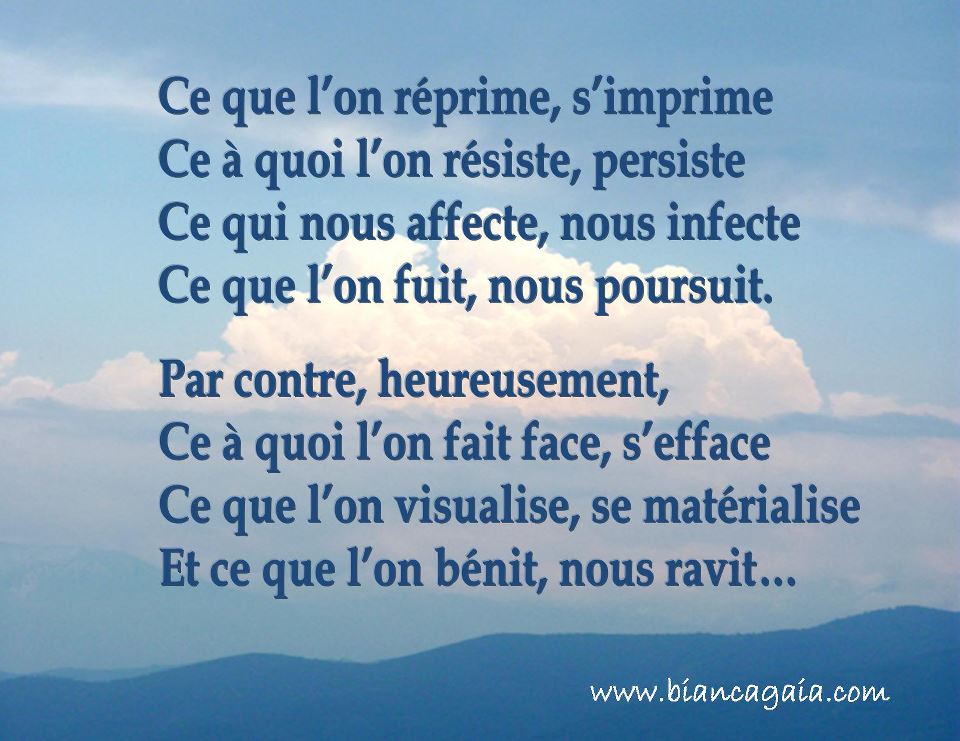 Ce que l’on réprime, s’imprime
Ce à quoi l’on résiste, persiste
Ce qui nous affecte, nous infecte
Ce que l’on fuit, nous poursuit.
Par contre, heureusement,
Ce à quoi l’on fait face, s’efface
Ce que l’on visualise, se matérialise
Et ce que l’on bénit, nous ravit...
www.biancagaia.com